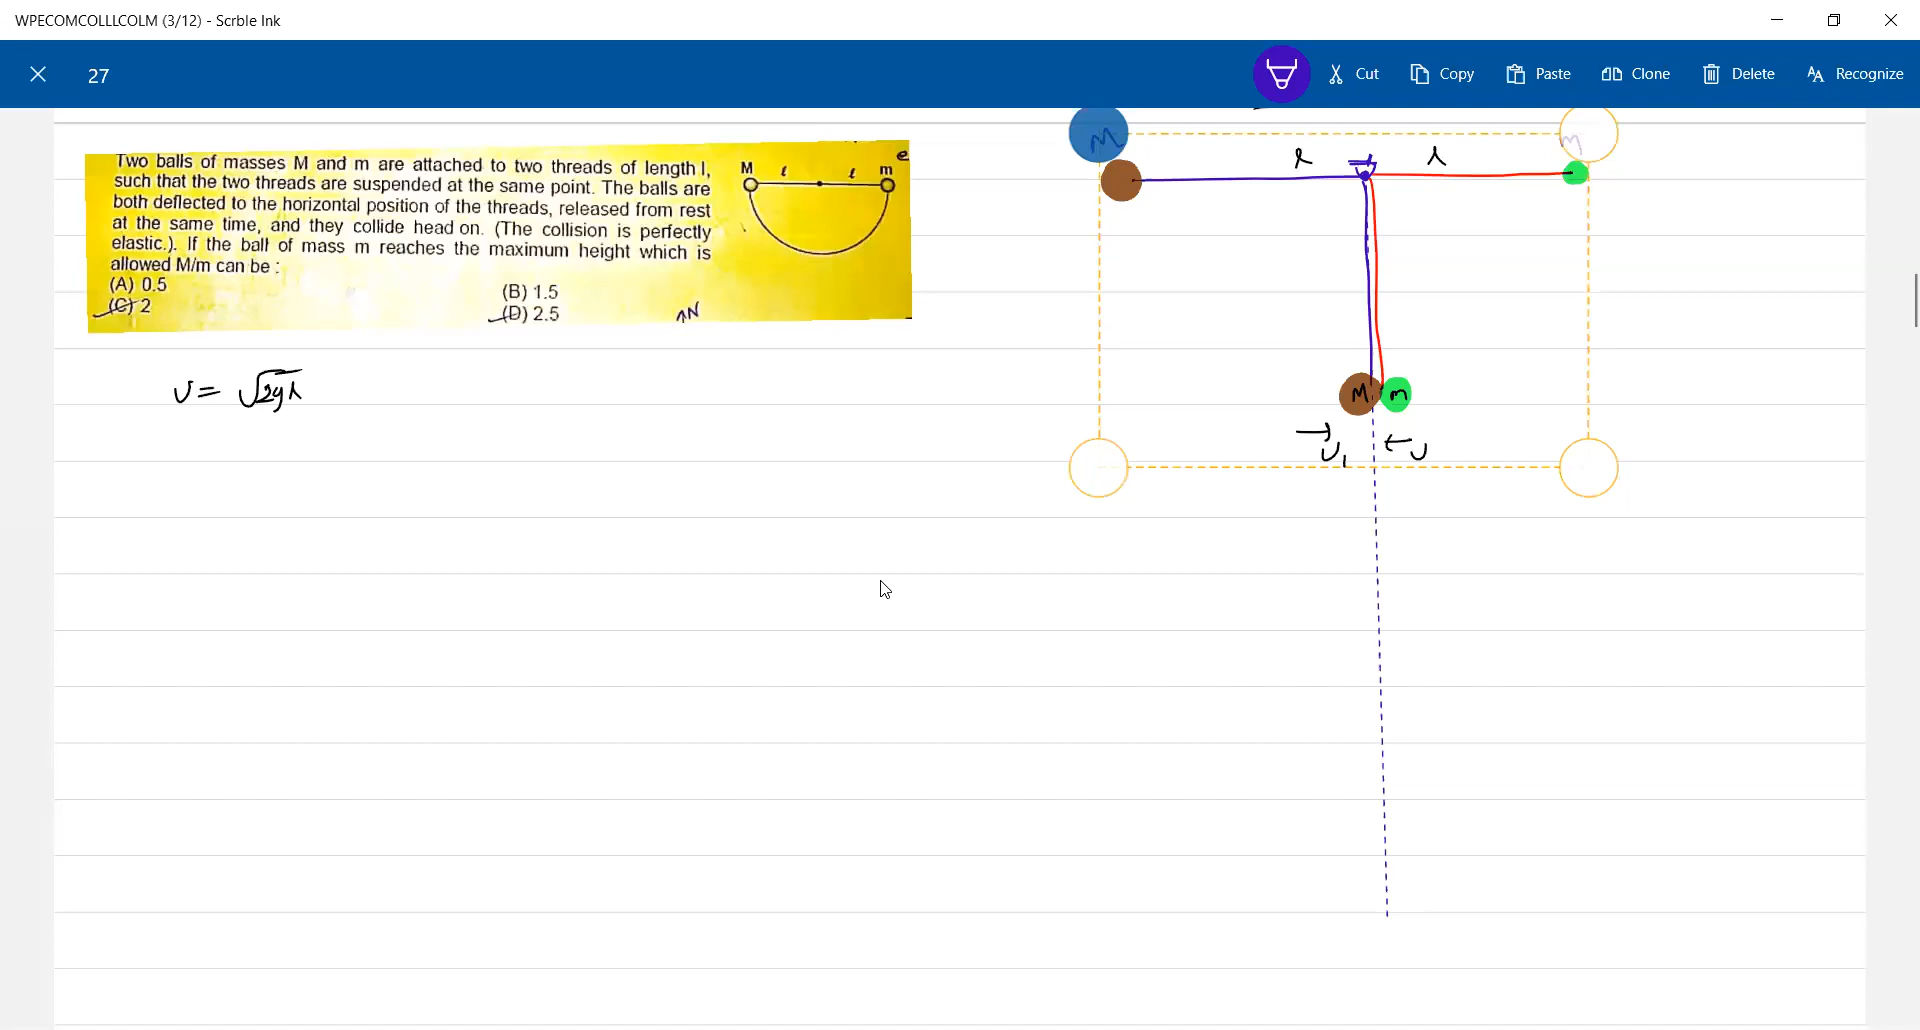 WPECOMCOLLLCOLM (3/12) - Scrble Ink
27
Cut
Copy
Paste
Clone
Delete
Recognize
Two balls of masses M and m are attached to two threads of length l,
such that the two threads are suspended at the same point. The balls are
both deflected to the horizontal position of the threads, released from rest
at the same time, and they collide head on. (The collision is perfectly
elastic.). If the ball of mass m reaches the maximum height which is
allowed M/m can be :
(A) 0.5
(B) 1.5
(C) 2
(D) 2.5
M
ℓ
ℓ
m
e
N
υ = √2gl
M
m
l
l
M
m
υ₁
υ